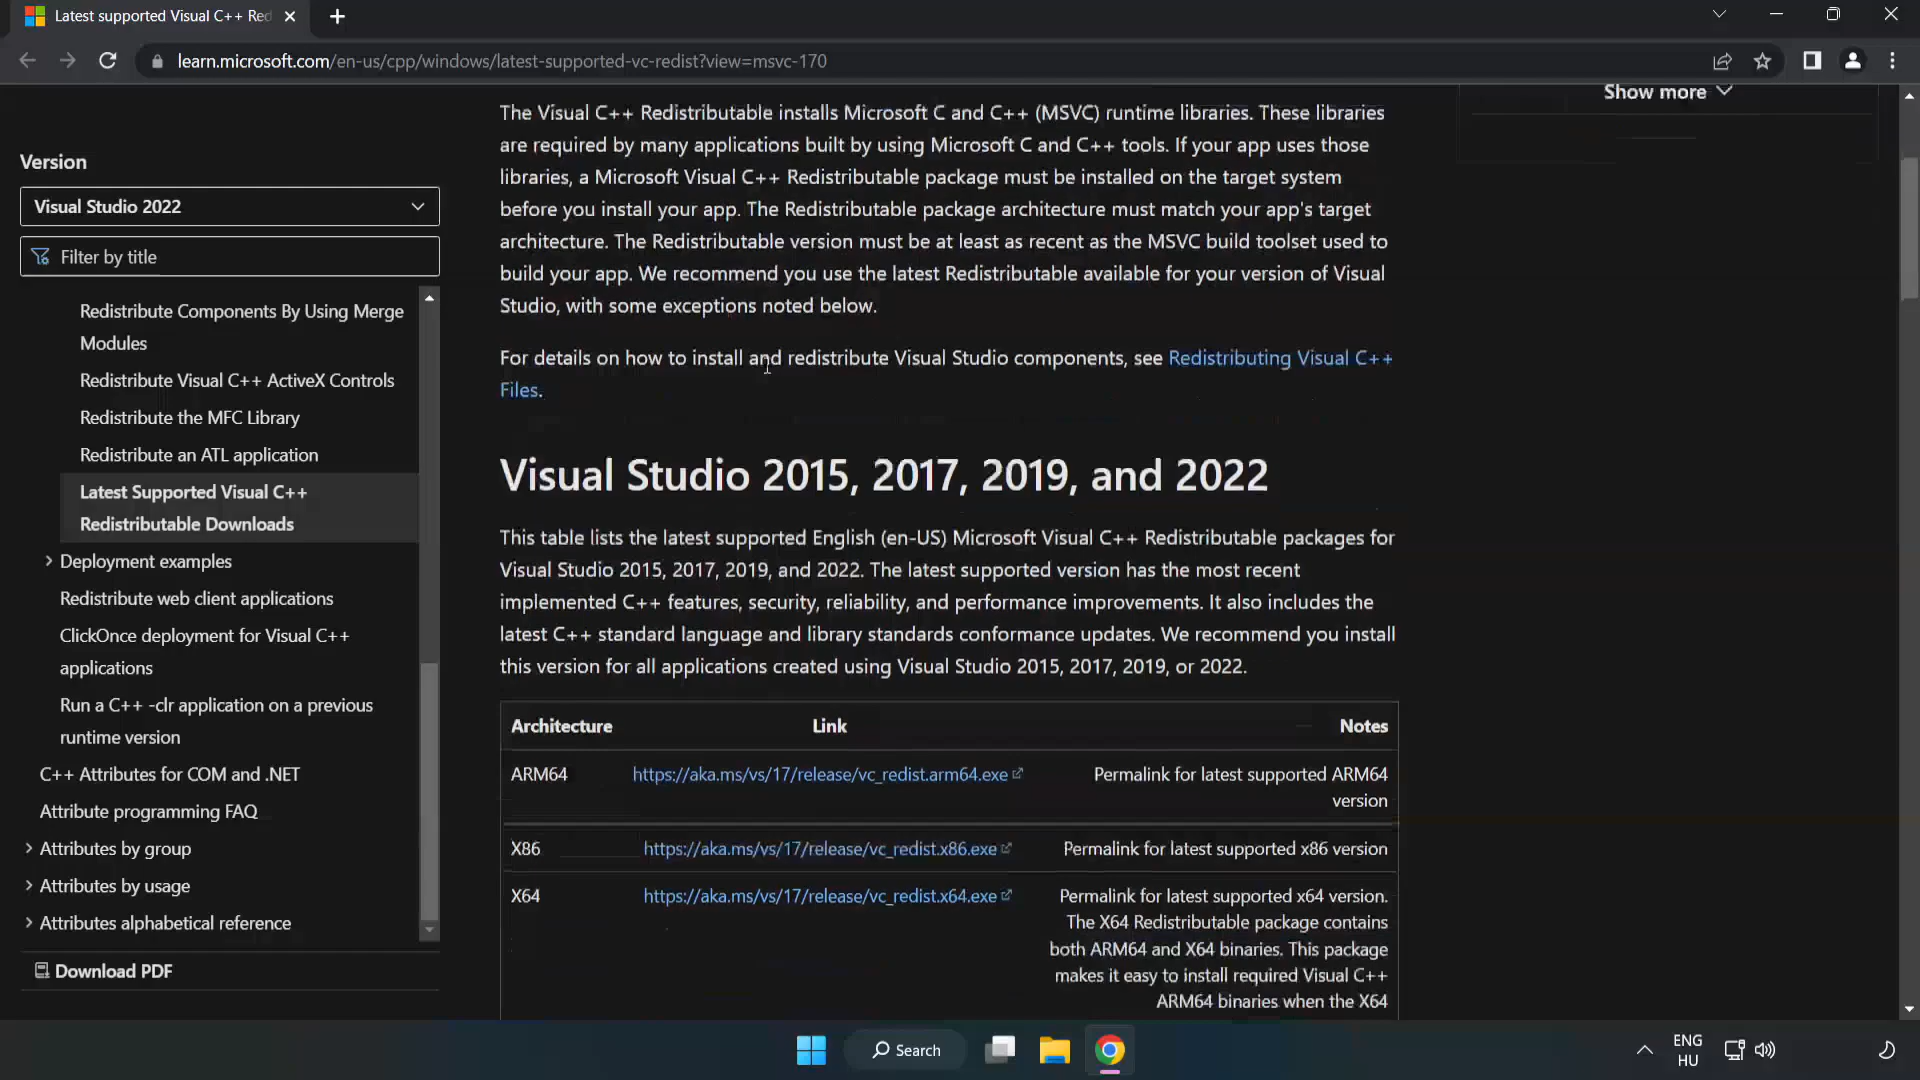 Latest supported Visual C++ Red
learn.microsoft.com/en-us/cpp/windows/latest-supported-vc-redist?view=msvc-170
Version
Visual Studio 2022
Filter by title
Redistribute Components By Using Merge
Modules
Redistribute Visual C++ ActiveX Controls
Redistribute the MFC Library
Redistribute an ATL application
Latest Supported Visual C++
Redistributable Downloads
Deployment examples
Redistribute web client applications
ClickOnce deployment for Visual C++
applications
Run a C++ -clr application on a previous
runtime version
C++ Attributes for COM and .NET
Attribute programming FAQ
Attributes by group
Attributes by usage
Attributes alphabetical reference
Download PDF
The Visual C++ Redistributable installs Microsoft C and C++ (MSVC) runtime libraries. These libraries
are required by many applications built by using Microsoft C and C++ tools. If your app uses those
libraries, a Microsoft Visual C++ Redistributable package must be installed on the target system
before you install your app. The Redistributable package architecture must match your app's target
architecture. The Redistributable version must be at least as recent as the MSVC build toolset used to
build your app. We recommend you use the latest Redistributable available for your version of Visual
Studio, with some exceptions noted below.
For details on how to install and redistribute Visual Studio components, see Redistributing Visual C++
Files.
Visual Studio 2015, 2017, 2019, and 2022
This table lists the latest supported English (en-US) Microsoft Visual C++ Redistributable packages for
Visual Studio 2015, 2017, 2019, and 2022. The latest supported version has the most recent
implemented C++ features, security, reliability, and performance improvements. It also includes the
latest C++ standard language and library standards conformance updates. We recommend you install
this version for all applications created using Visual Studio 2015, 2017, 2019, or 2022.
Architecture Link Notes
ARM64 https://aka.ms/vs/17/release/vc_redist.arm64.exe Permalink for latest supported ARM64
version
X86 https://aka.ms/vs/17/release/vc_redist.x86.exe Permalink for latest supported x86 version
X64 https://aka.ms/vs/17/release/vc_redist.x64.exe Permalink for latest supported x64 version.
The X64 Redistributable package contains
both ARM64 and X64 binaries. This package
makes it easy to install required Visual C++
ARM64 binaries when the X64
Show more
Search
ENG
HU